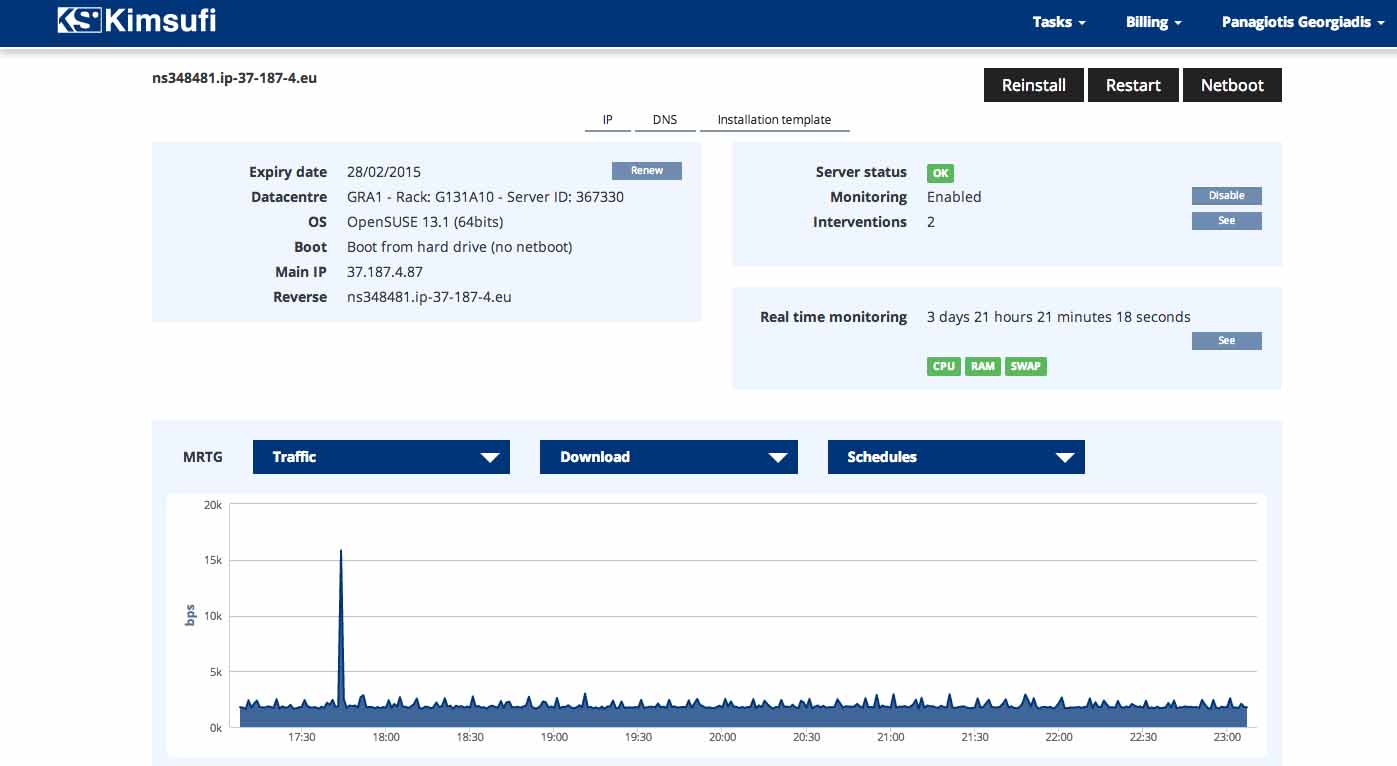 KS Kimsufi
Tasks Billing Panagiotis Georgiadis
ns348481.ip-37-187-4.eu
Reinstall Restart Netboot
IP DNS Installation template
Expiry date 28/02/2015 Renew
Datacentre GRA1 - Rack: G131A10 - Server ID: 367330
OS OpenSUSE 13.1 (64bits)
Boot Boot from hard drive (no netboot)
Main IP 37.187.4.87
Reverse ns348481.ip-37-187-4.eu
Server status OK
Monitoring Enabled Disable
Interventions 2 See
Real time monitoring 3 days 21 hours 21 minutes 18 seconds
See
CPU RAM SWAP
MRTG Traffic Download Schedules
20k
15k
10k
5k
0k
bps
17:30 18:00 18:30 19:00 19:30 20:00 20:30 21:00 21:30 22:00 22:30 23:00